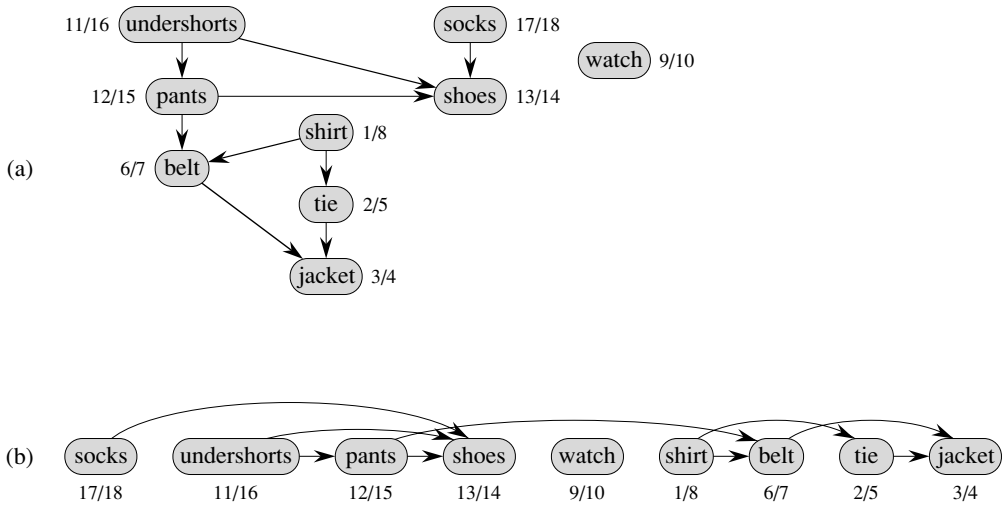 11/16 undershorts socks 17/18
watch 9/10
12/15 pants shoes 13/14
shirt 1/8
(a) 6/7 belt
tie 2/5
jacket 3/4
(b) socks undershorts pants shoes watch shirt belt tie jacket
17/18 11/16 12/15 13/14 9/10 1/8 6/7 2/5 3/4